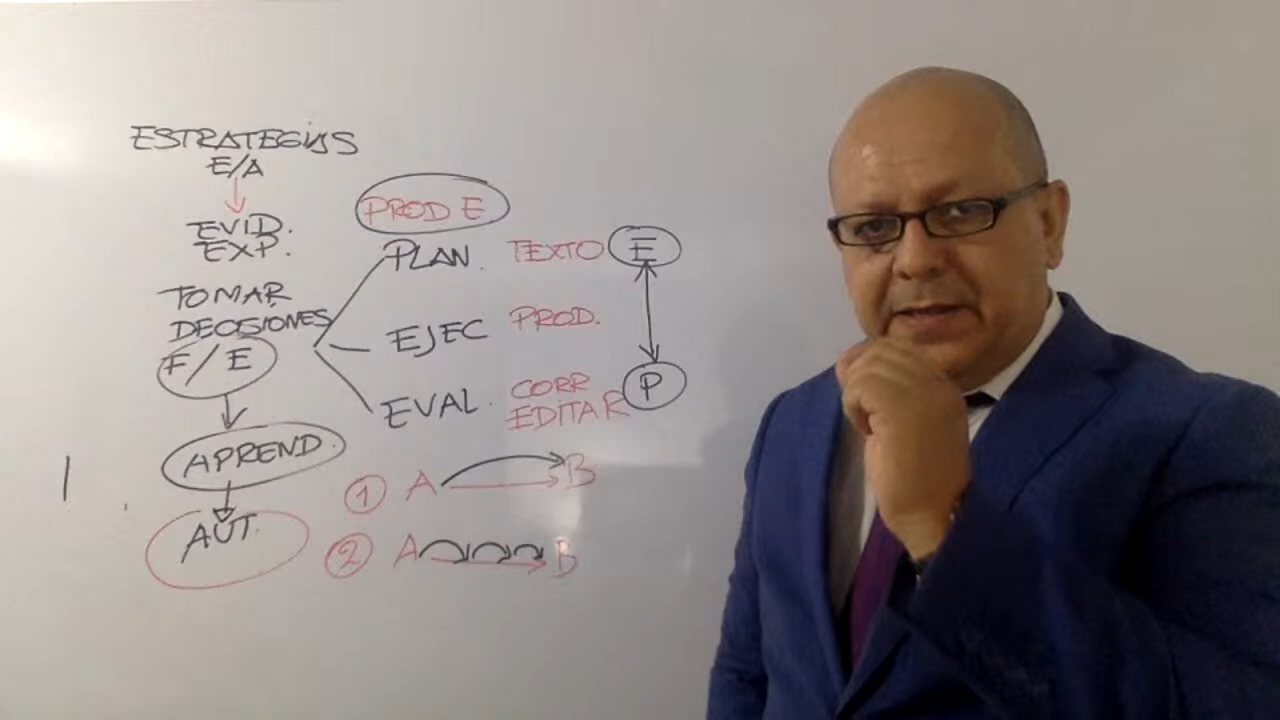 ESTRATEGIAS
E/A
EVID.
EXP.
TOMAR
DECISIONES
F/E
APREND.
AUT.
PROD E
PLAN. TEXTO E
EJEC PROD.
EVAL. CORR P
EDITAR
1 A B
2 A B